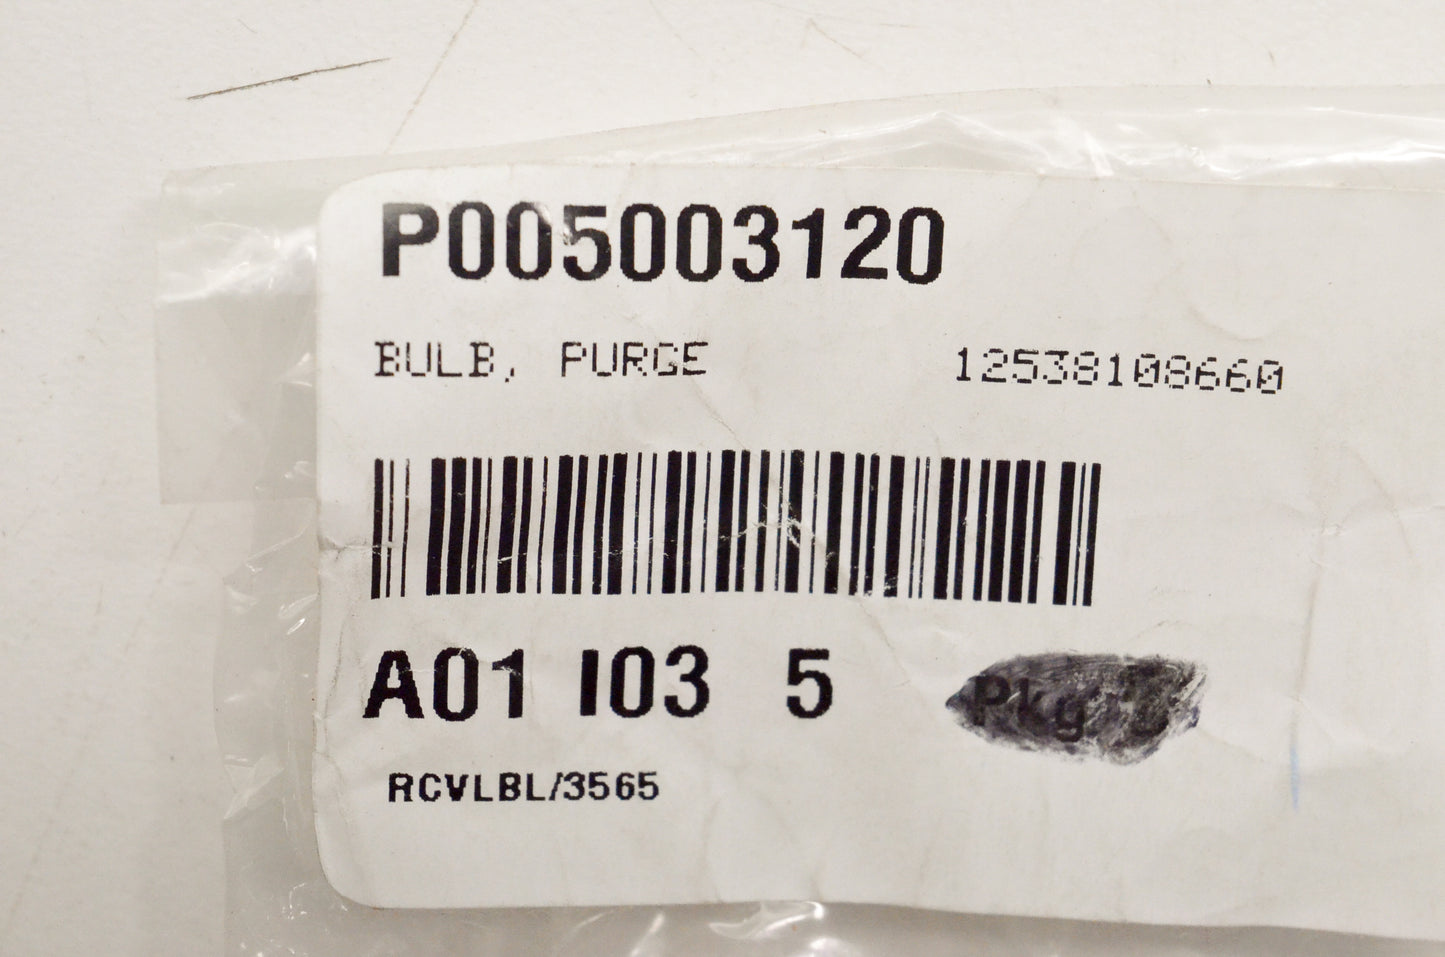 P005003120
BULB, PURGE 12538108660
A01 I03 5 Pkg
RCVLBL/3565